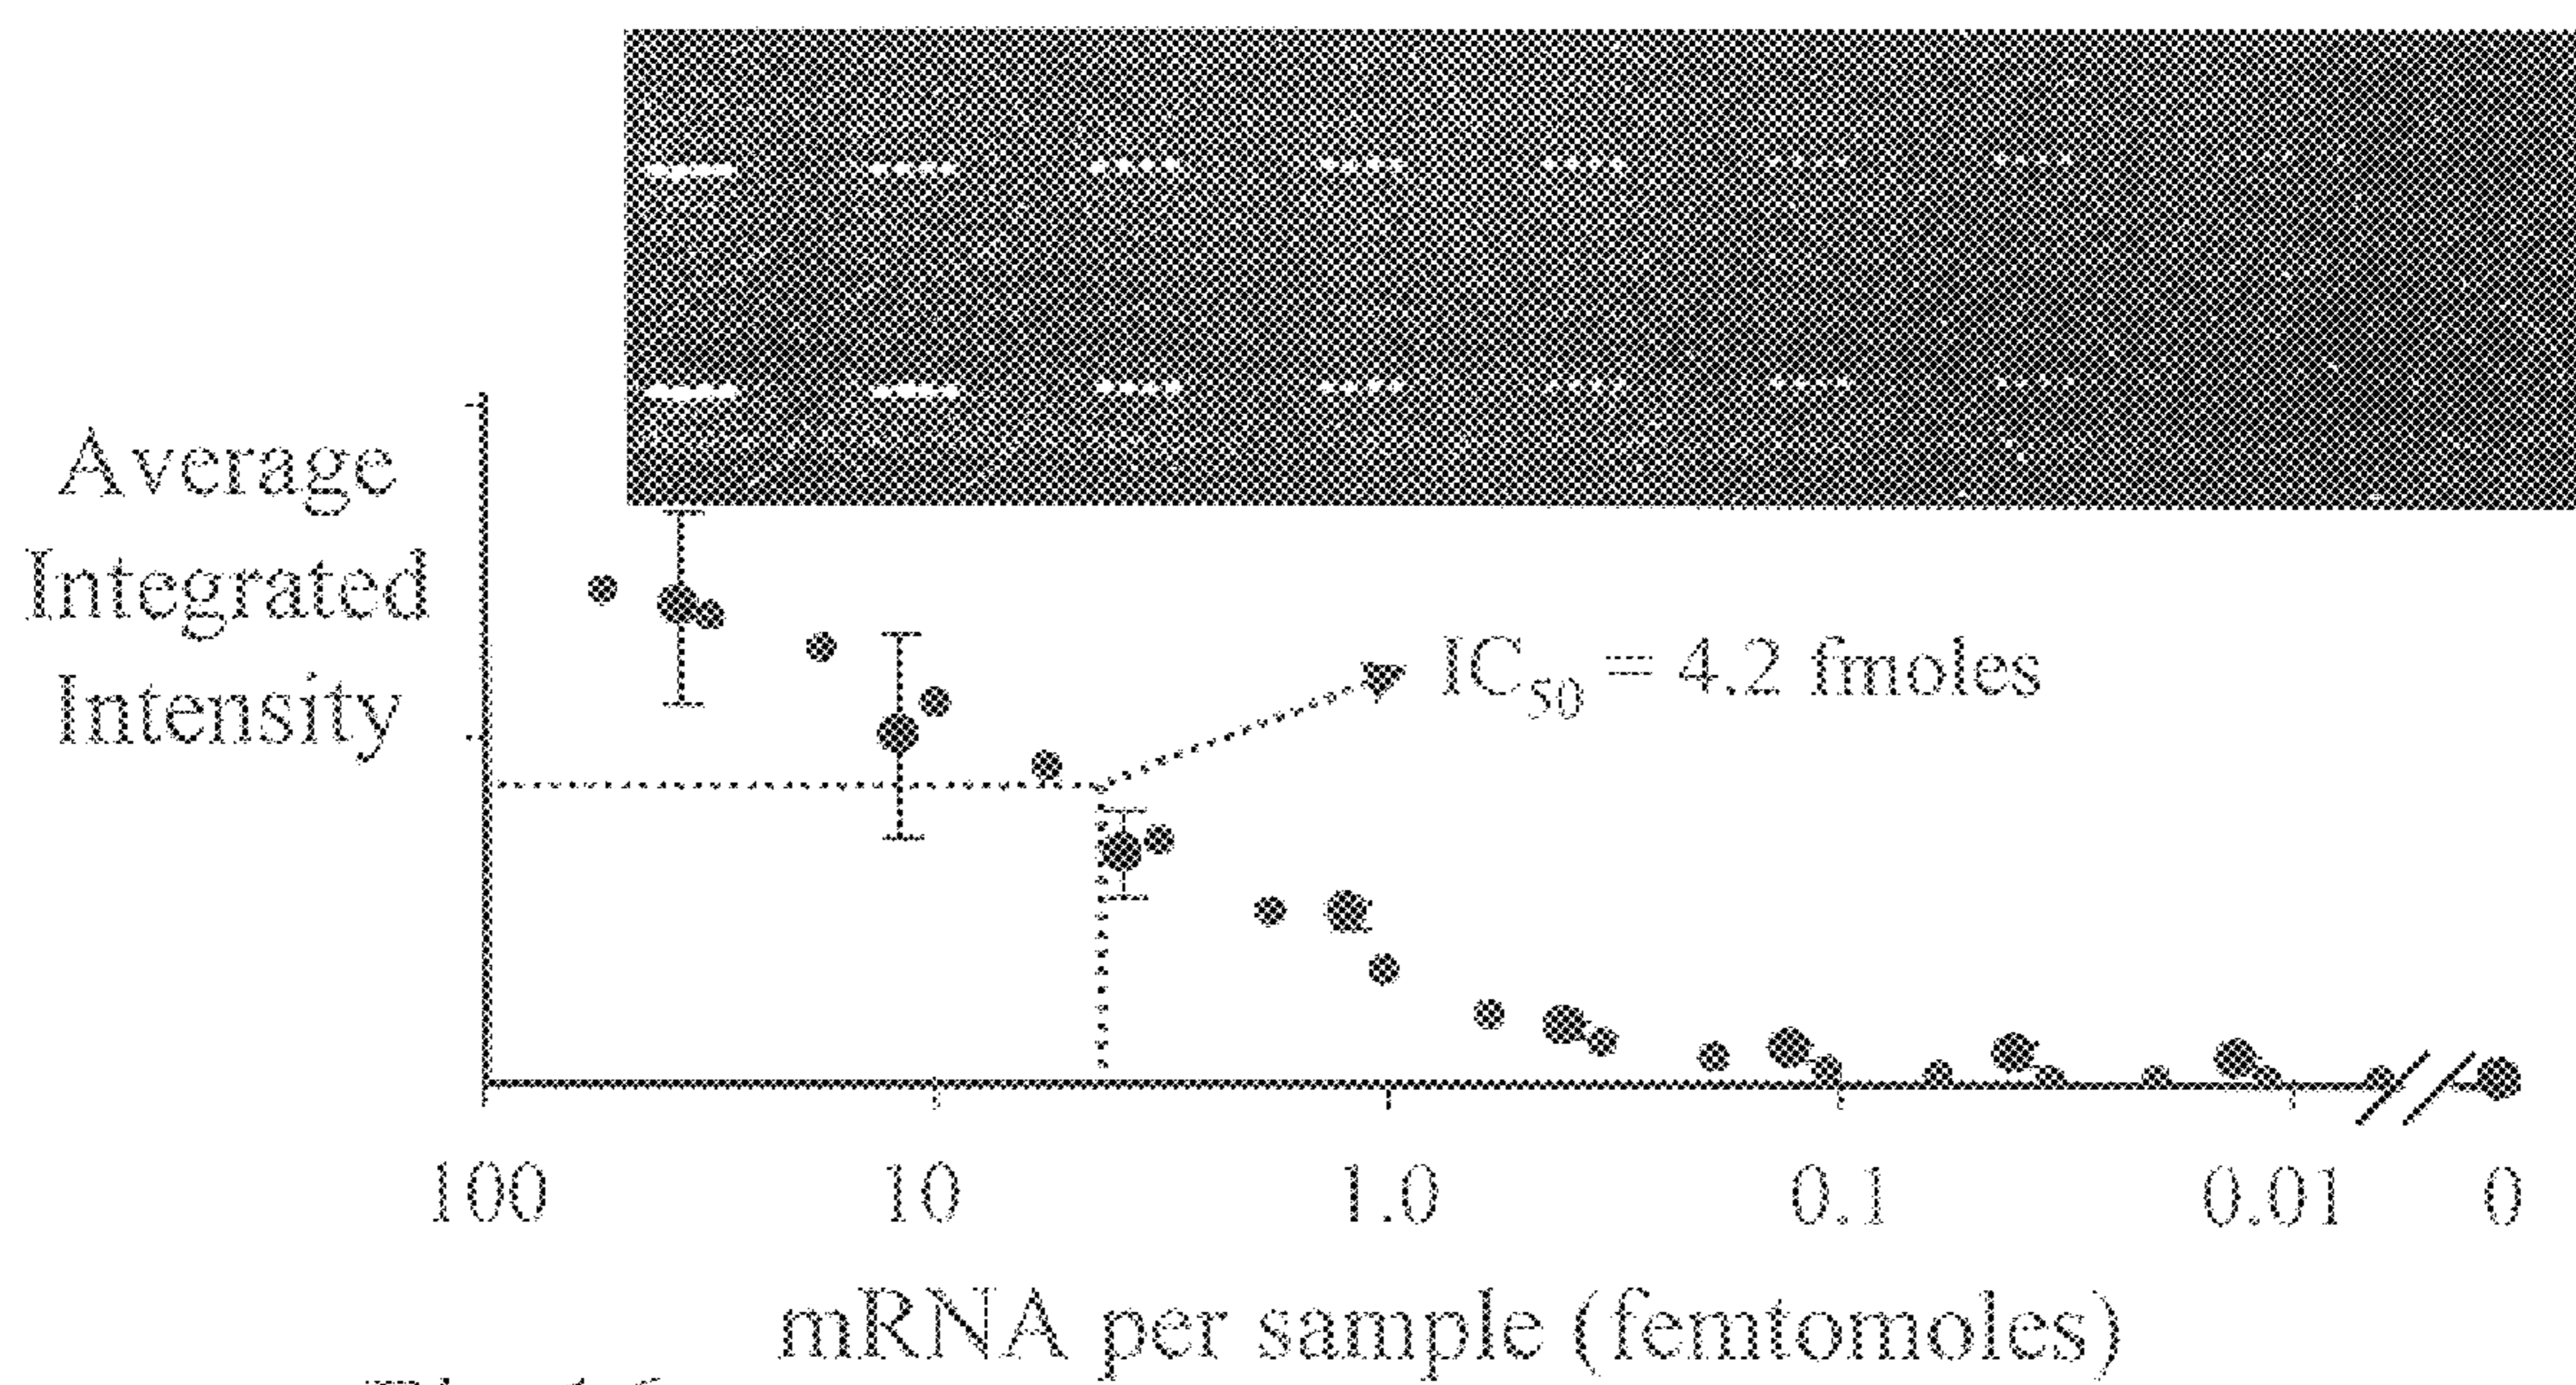 Average
Integrated
Intensity
IC50 = 4.2 fmoles
100 10 1.0 0.1 0.01 0
mRNA per sample (femtomoles)